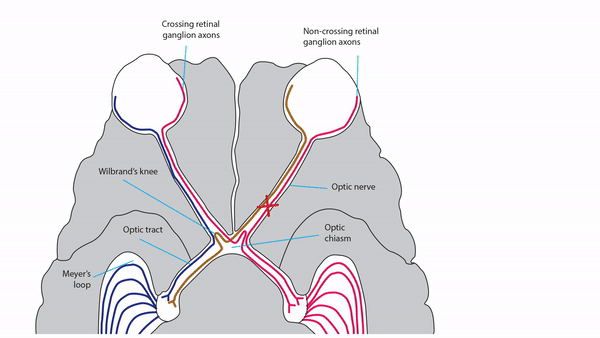 Crossing retinal
ganglion axons
Non-crossing retinal
ganglion axons
Wilbrand's knee
Optic nerve
Optic tract
Optic
chiasm
Meyer's
loop